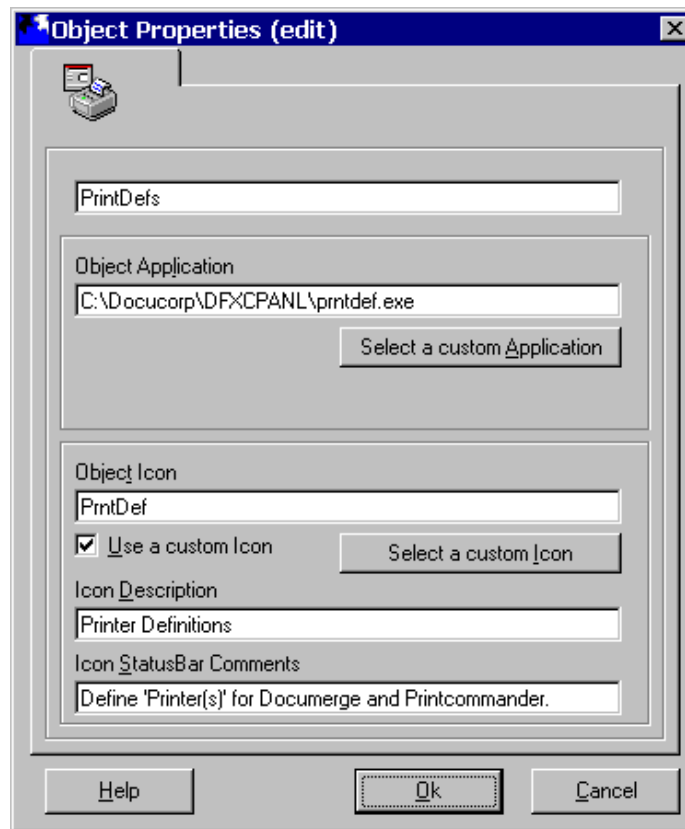 Object Properties (edit)
PrintDefs
Object Application
C:\Docucorp\DFXCPANL\prntdef.exe
Select a custom Application
Object Icon
PrntDef
Use a custom Icon
Select a custom Icon
Icon Description
Printer Definitions
Icon StatusBar Comments
Define 'Printer(s)' for Documerge and Printcommander.
Help
Ok
Cancel